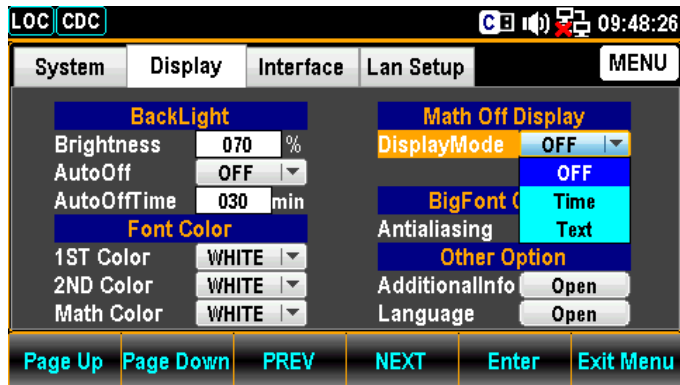 LOC CDC C 09:48:26
System Display Interface Lan Setup MENU
BackLight
Brightness 070 %
AutoOff OFF
AutoOffTime 030 min
Font Color
1ST Color WHITE
2ND Color WHITE
Math Color WHITE
Math Off Display
DisplayMode OFF
OFF
Time
Text
BigFont
Antialiasing
Other Option
AdditionalInfo Open
Language Open
Page Up Page Down PREV NEXT Enter Exit Menu